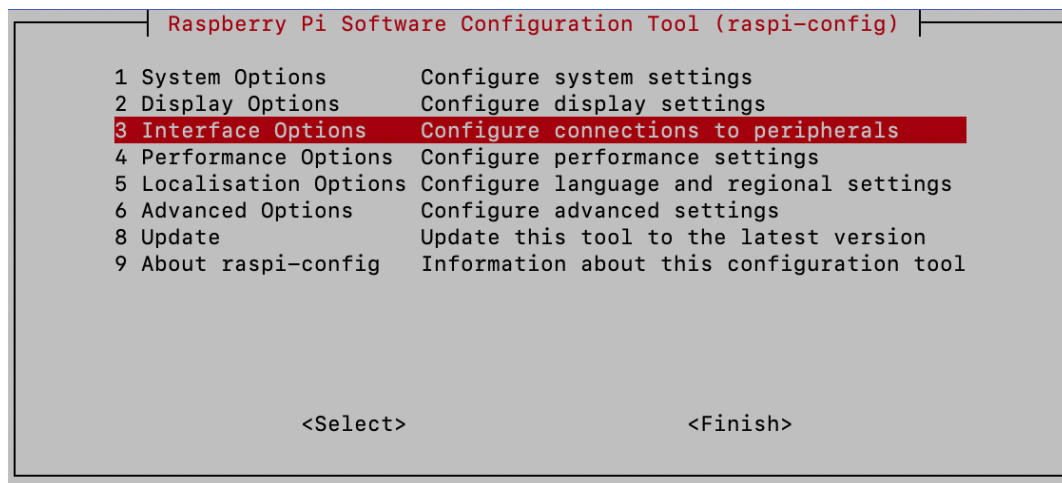 Raspberry Pi Software Configuration Tool (raspi-config)
1 System Options Configure system settings
2 Display Options Configure display settings
3 Interface Options Configure connections to peripherals
4 Performance Options Configure performance settings
5 Localisation Options Configure language and regional settings
6 Advanced Options Configure advanced settings
8 Update Update this tool to the latest version
9 About raspi-config Information about this configuration tool
<Select> <Finish>